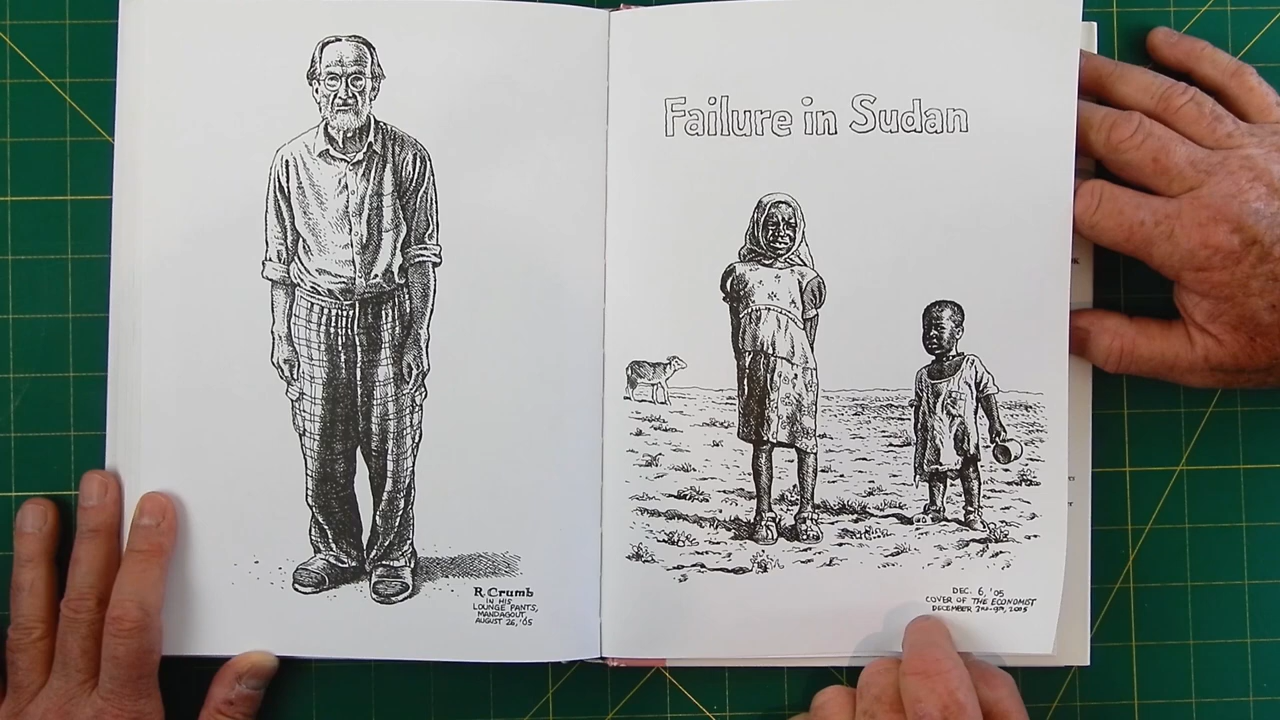 R. Crumb
IN HIS
LOUNGE PANTS,
MANDAGOUT,
AUGUST 26, '05
Failure in Sudan
DEC. 6, '05
COVER OF THE ECONOMIST
DECEMBER 3RD-9TH, 2005